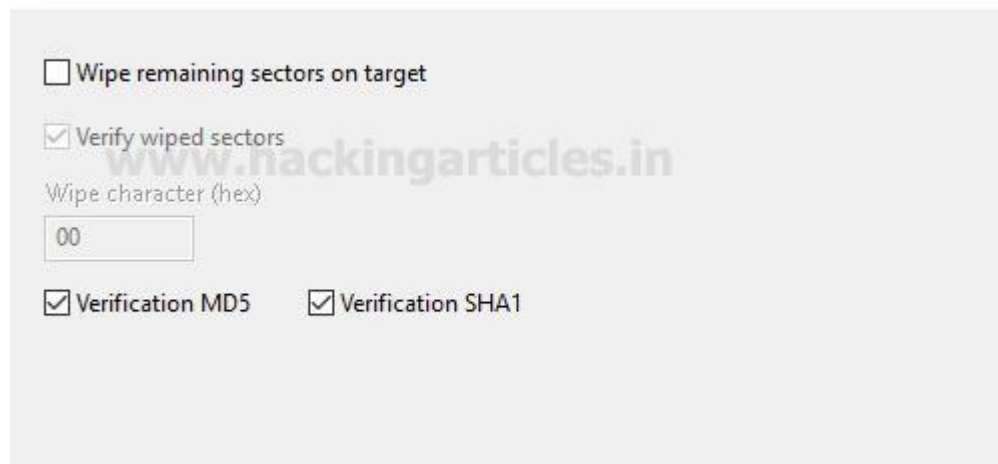 Wipe remaining sectors on target
Verify wiped sectors
www.hackingarticles.in
Wipe character (hex)
00
Verification MD5 Verification SHA1